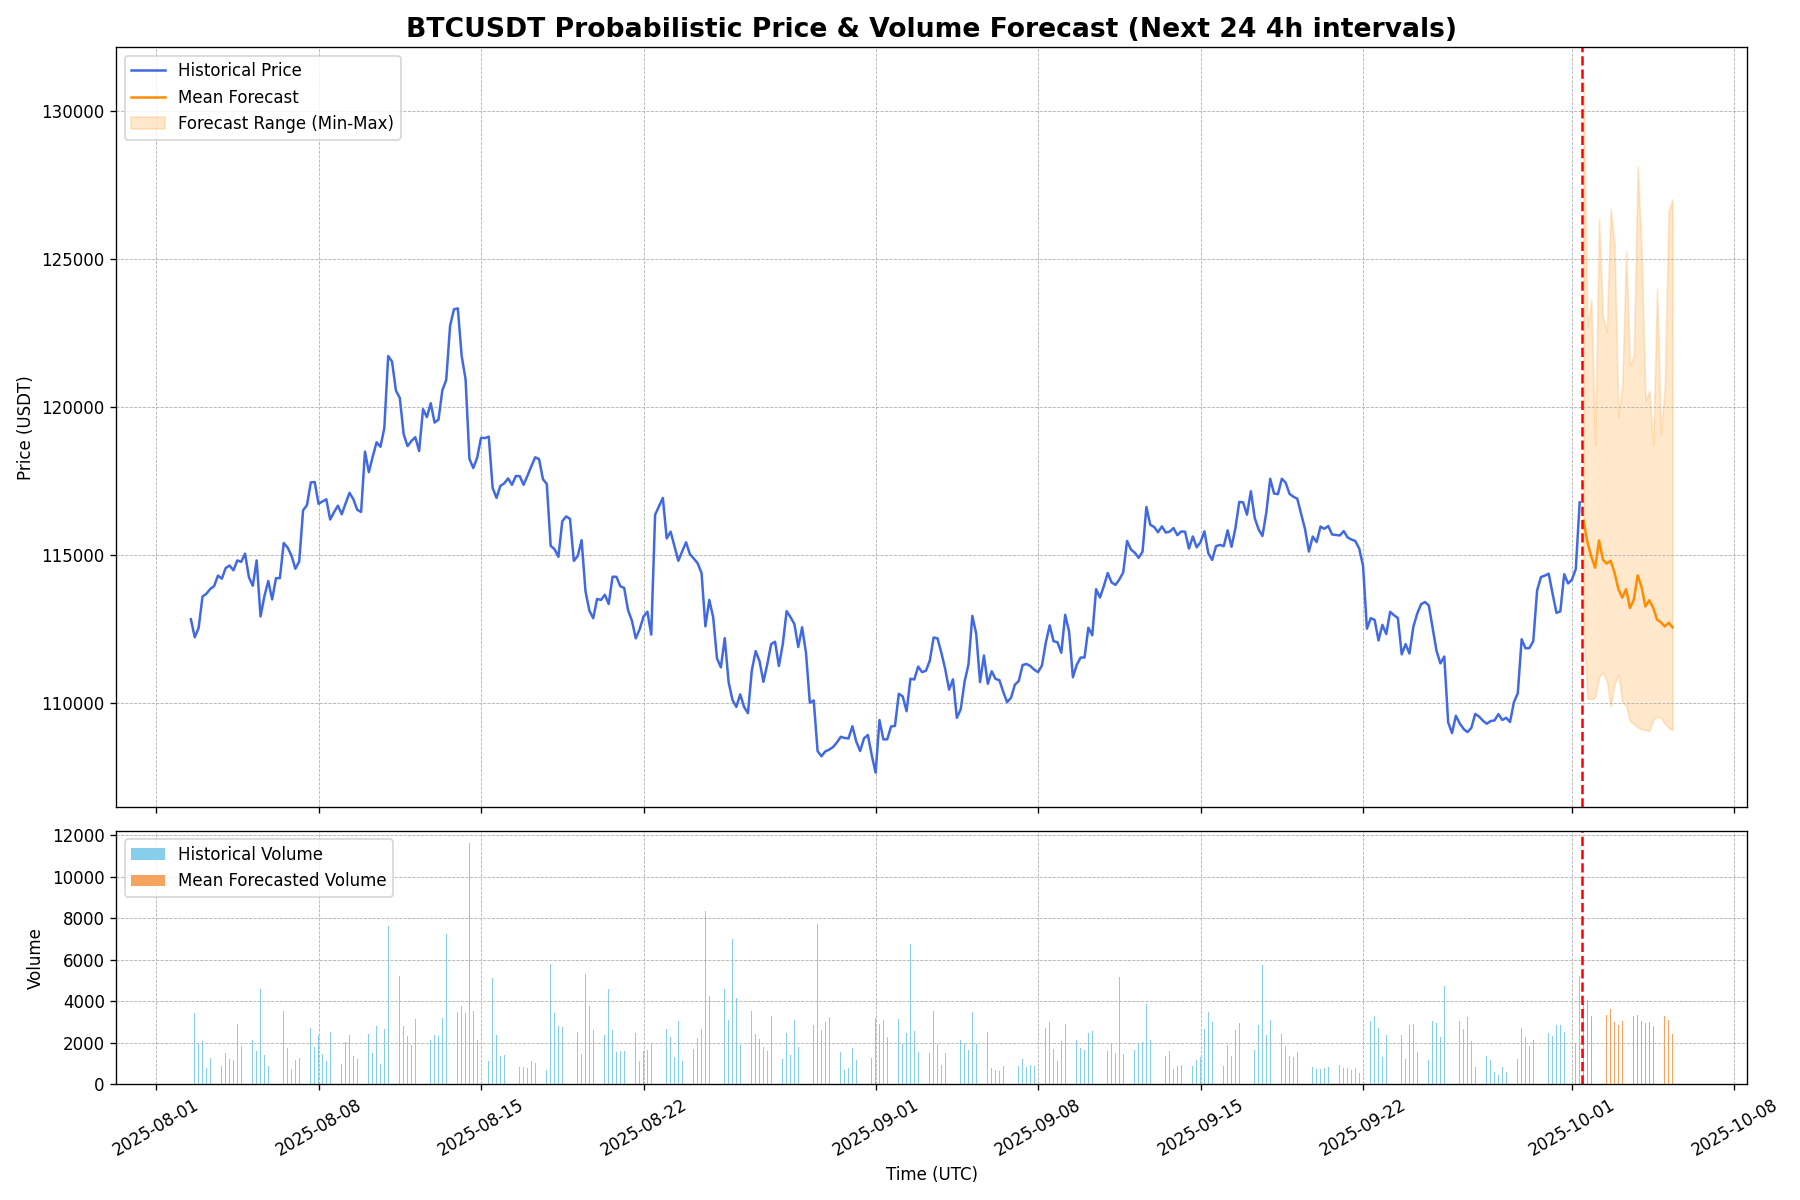 BTCUSDT Probabilistic Price & Volume Forecast (Next 24 4h intervals)
Historical Price
Mean Forecast
Forecast Range (Min-Max)
130000
125000
120000
115000
110000
Price (USDT)
Historical Volume
Mean Forecasted Volume
12000
10000
8000
6000
4000
2000
0
Volume
2025-08-01
2025-08-08
2025-08-15
2025-08-22
2025-09-01
2025-09-08
2025-09-15
2025-09-22
2025-10-01
2025-10-08
Time (UTC)